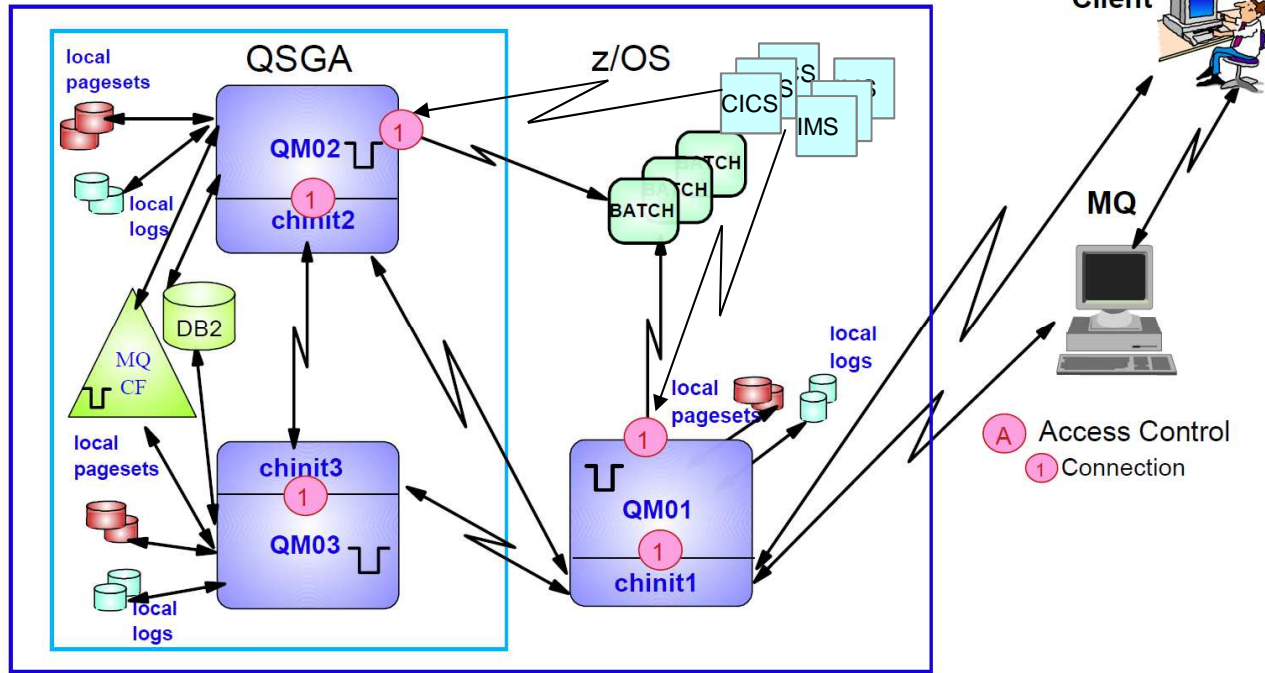 Client
QSGA
z/OS
local
pagesets
QM02
1
1
chinit2
local
logs
CICS
CS
S
S
IMS
BATCH
BATCH
BATCH
MQ
DB2
MQ
CF
local
logs
local
pagesets
local
pagesets
chinit3
1
QM03
local
logs
1
QM01
1
chinit1
A Access Control
1 Connection